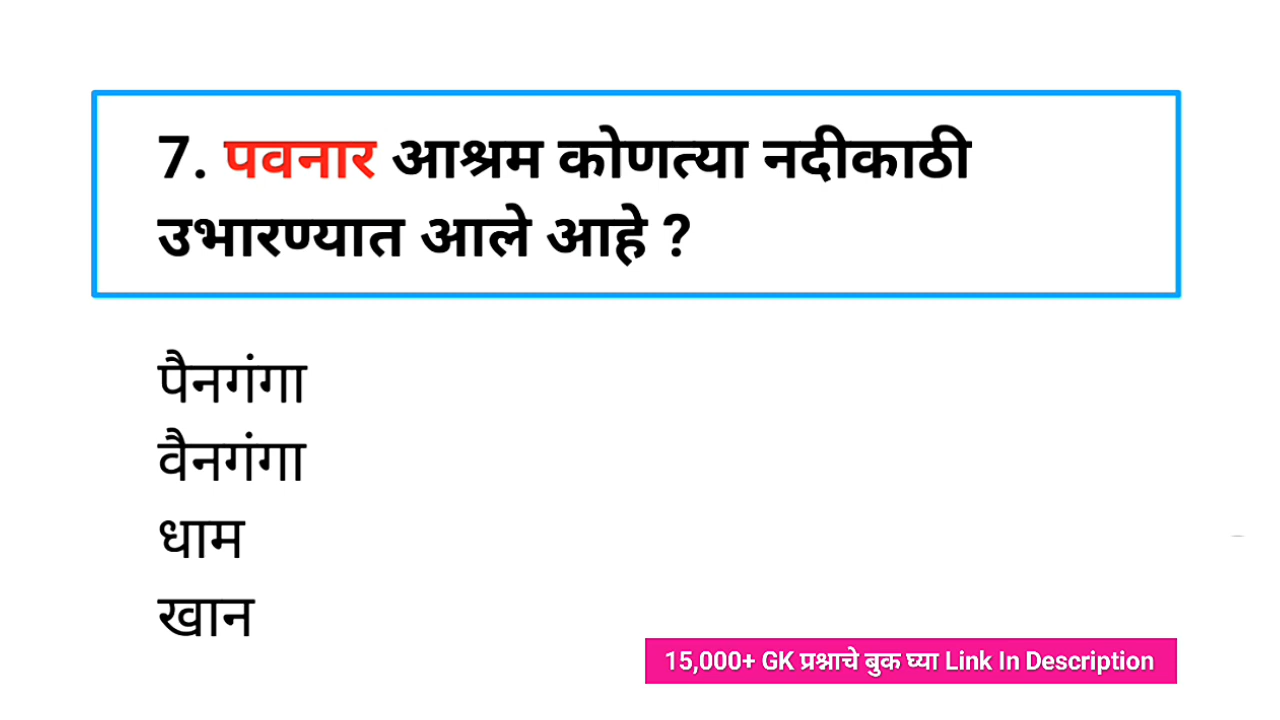 7. पवनार आश्रम कोणत्या नदीकाठी
उभारण्यात आले आहे ?
पैनगंगा
वैनगंगा
धाम
खान
15,000+ GK प्रश्नाचे बुक घ्या Link In Description